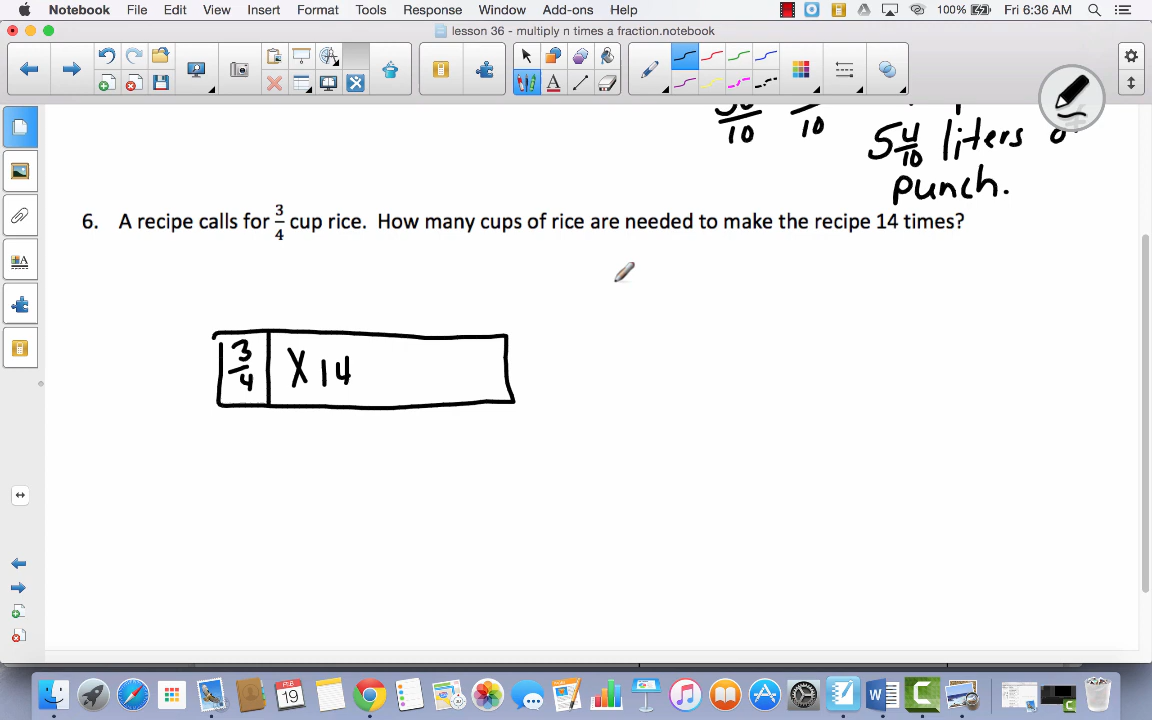 Notebook File Edit View Insert Format Tools Response Window Add-ons Help 100% Fri 6:36 AM
lesson 36 - multiply n times a fraction.notebook
10 10
5 4/10 liters
punch.
6. A recipe calls for 3/4 cup rice. How many cups of rice are needed to make the recipe 14 times?
3/4 X 14
FEB
19